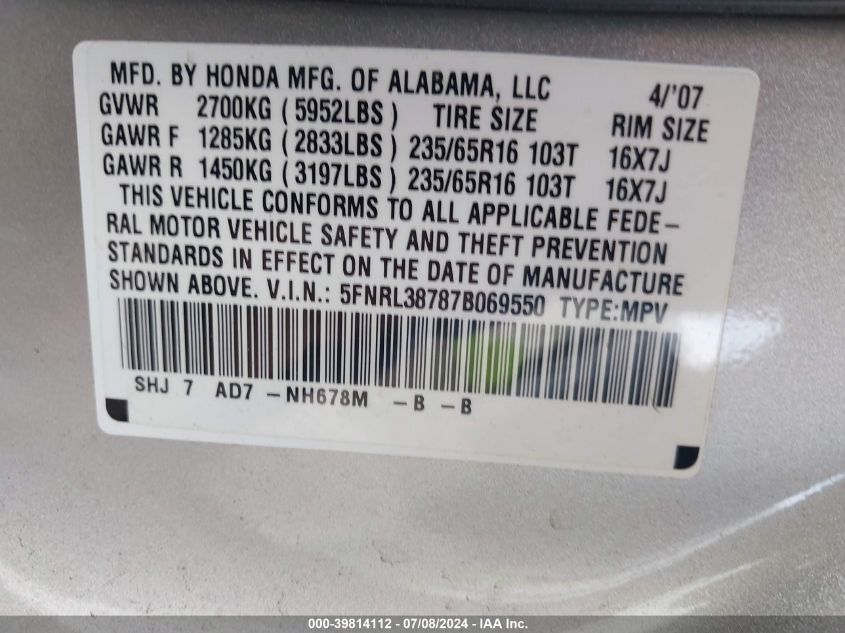 MFD. BY HONDA MFG. OF ALABAMA, LLC 4/'07
GVWR 2700KG ( 5952LBS ) TIRE SIZE RIM SIZE
GAWR F 1285KG ( 2833LBS ) 235/65R16 103T 16X7J
GAWR R 1450KG ( 3197LBS ) 235/65R16 103T 16X7J
THIS VEHICLE CONFORMS TO ALL APPLICABLE FEDE-
RAL MOTOR VEHICLE SAFETY AND THEFT PREVENTION
STANDARDS IN EFFECT ON THE DATE OF MANUFACTURE
SHOWN ABOVE. V.I.N.: 5FNRL38787B069550 TYPE:MPV
SHJ 7 AD7 -NH678M -B -B
000-39814112 - 07/08/2024 - IAA Inc.